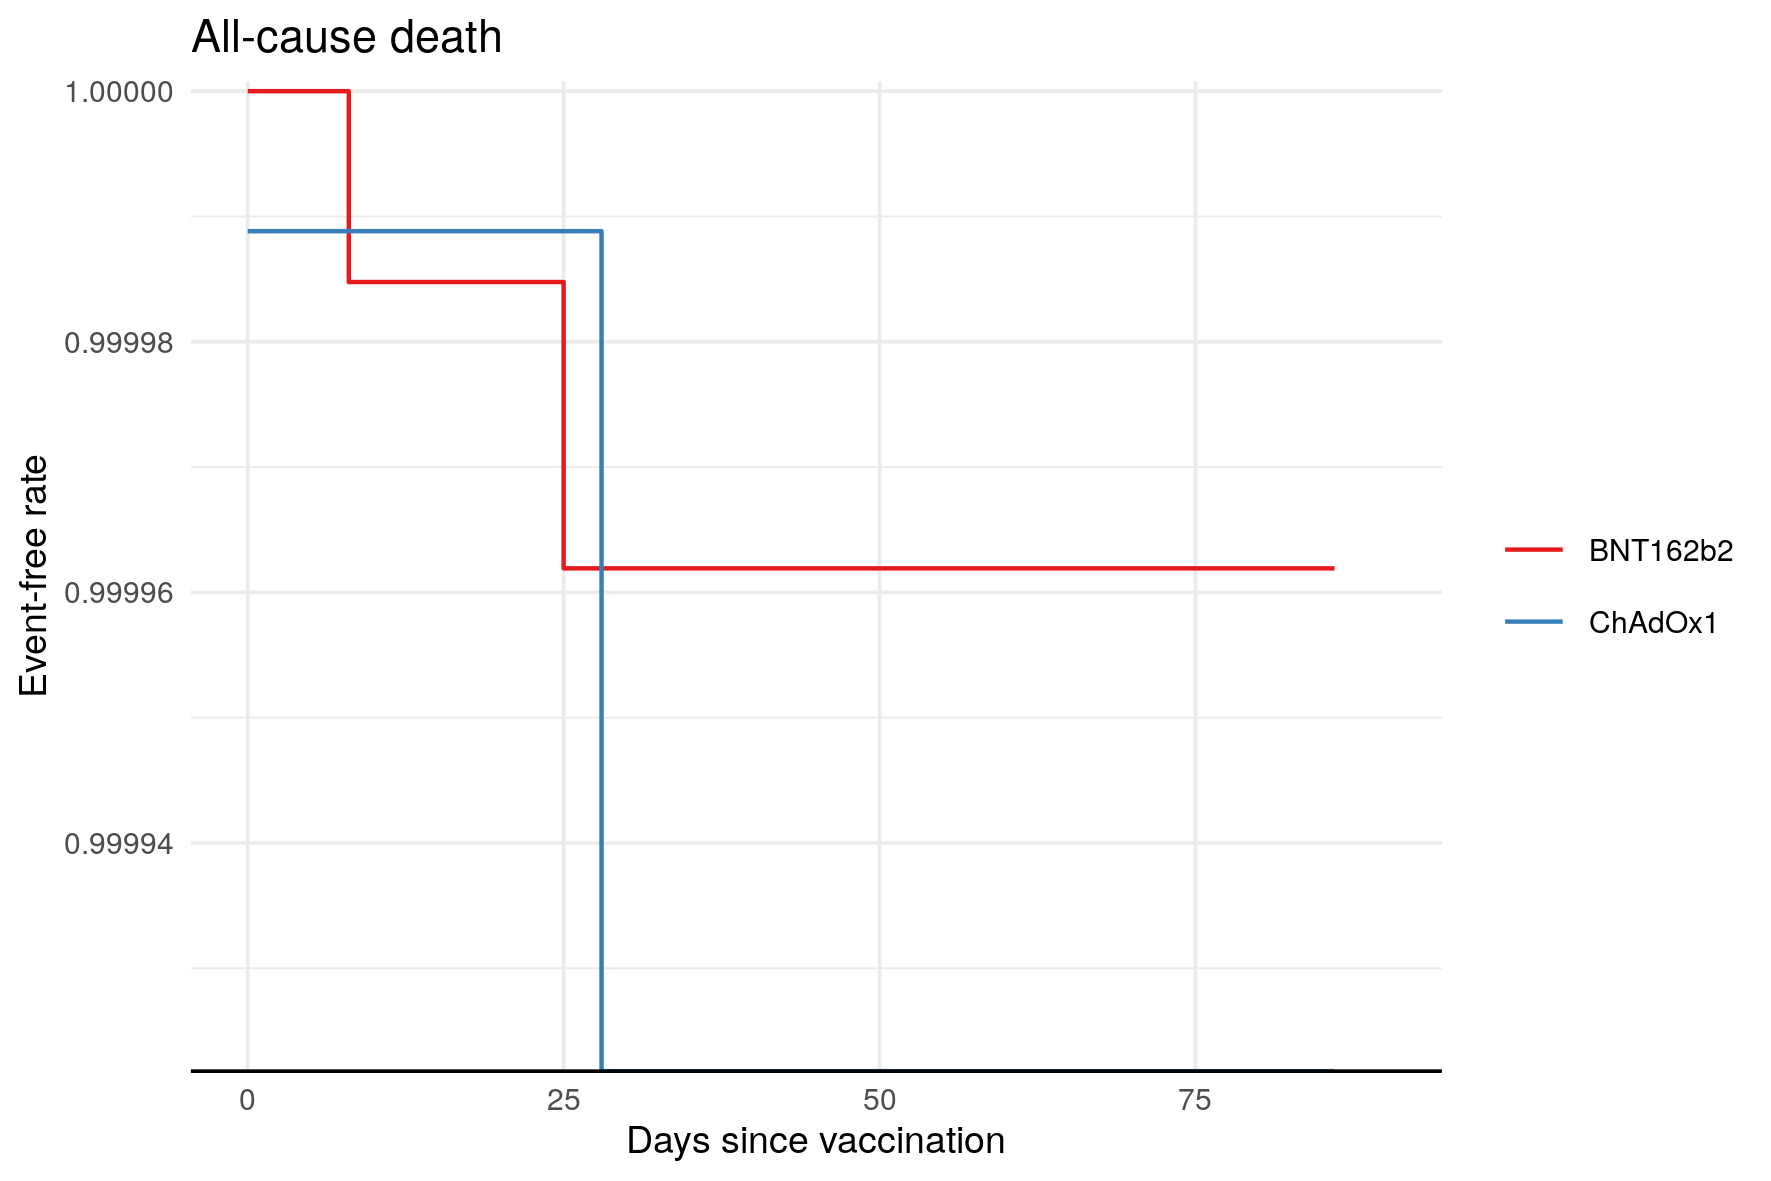 All-cause death
1.00000
0.99998
0.99996
0.99994
Event-free rate
0 25 50 75
Days since vaccination
BNT162b2
ChAdOx1